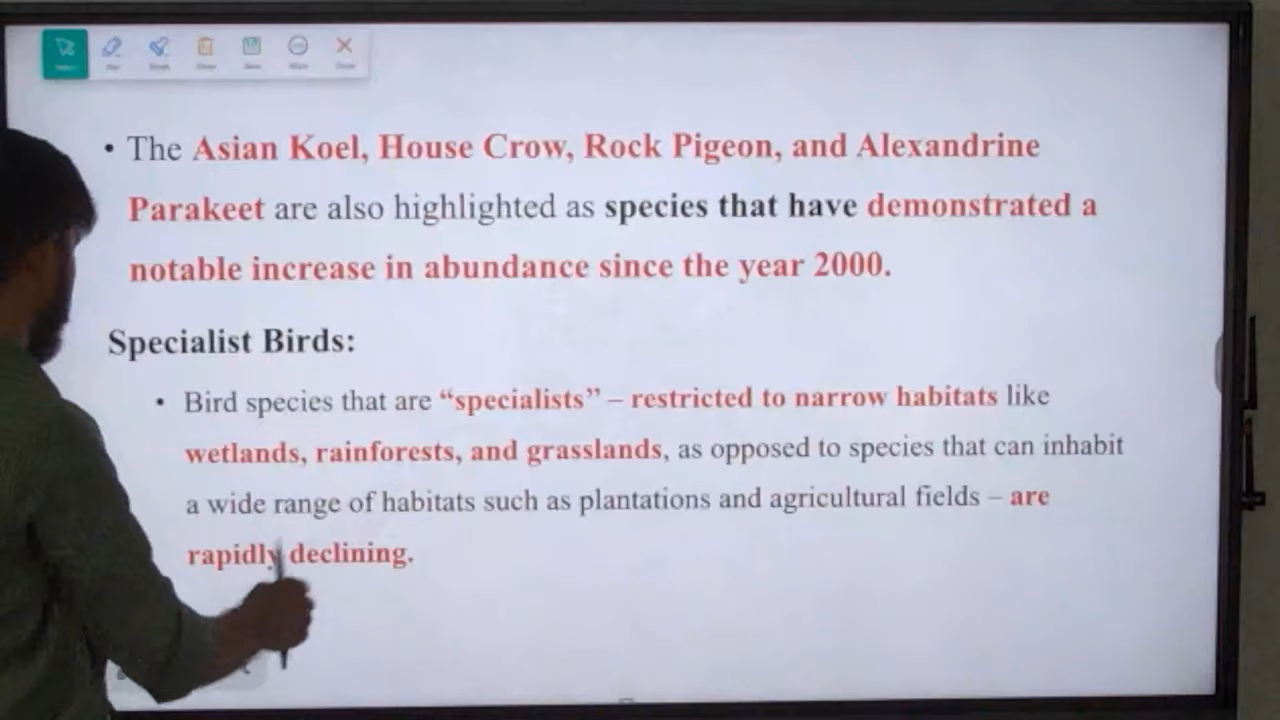 • The Asian Koel, House Crow, Rock Pigeon, and Alexandrine
Parakeet are also highlighted as species that have demonstrated a
notable increase in abundance since the year 2000.
Specialist Birds:
• Bird species that are “specialists” – restricted to narrow habitats like
wetlands, rainforests, and grasslands, as opposed to species that can inhabit
a wide range of habitats such as plantations and agricultural fields – are
rapidly declining.